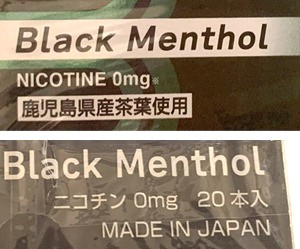 Black Menthol
NICOTINE 0mg※
鹿児島県産茶葉使用
Black Menthol
ニコチン 0mg 20本入
MADE IN JAPAN